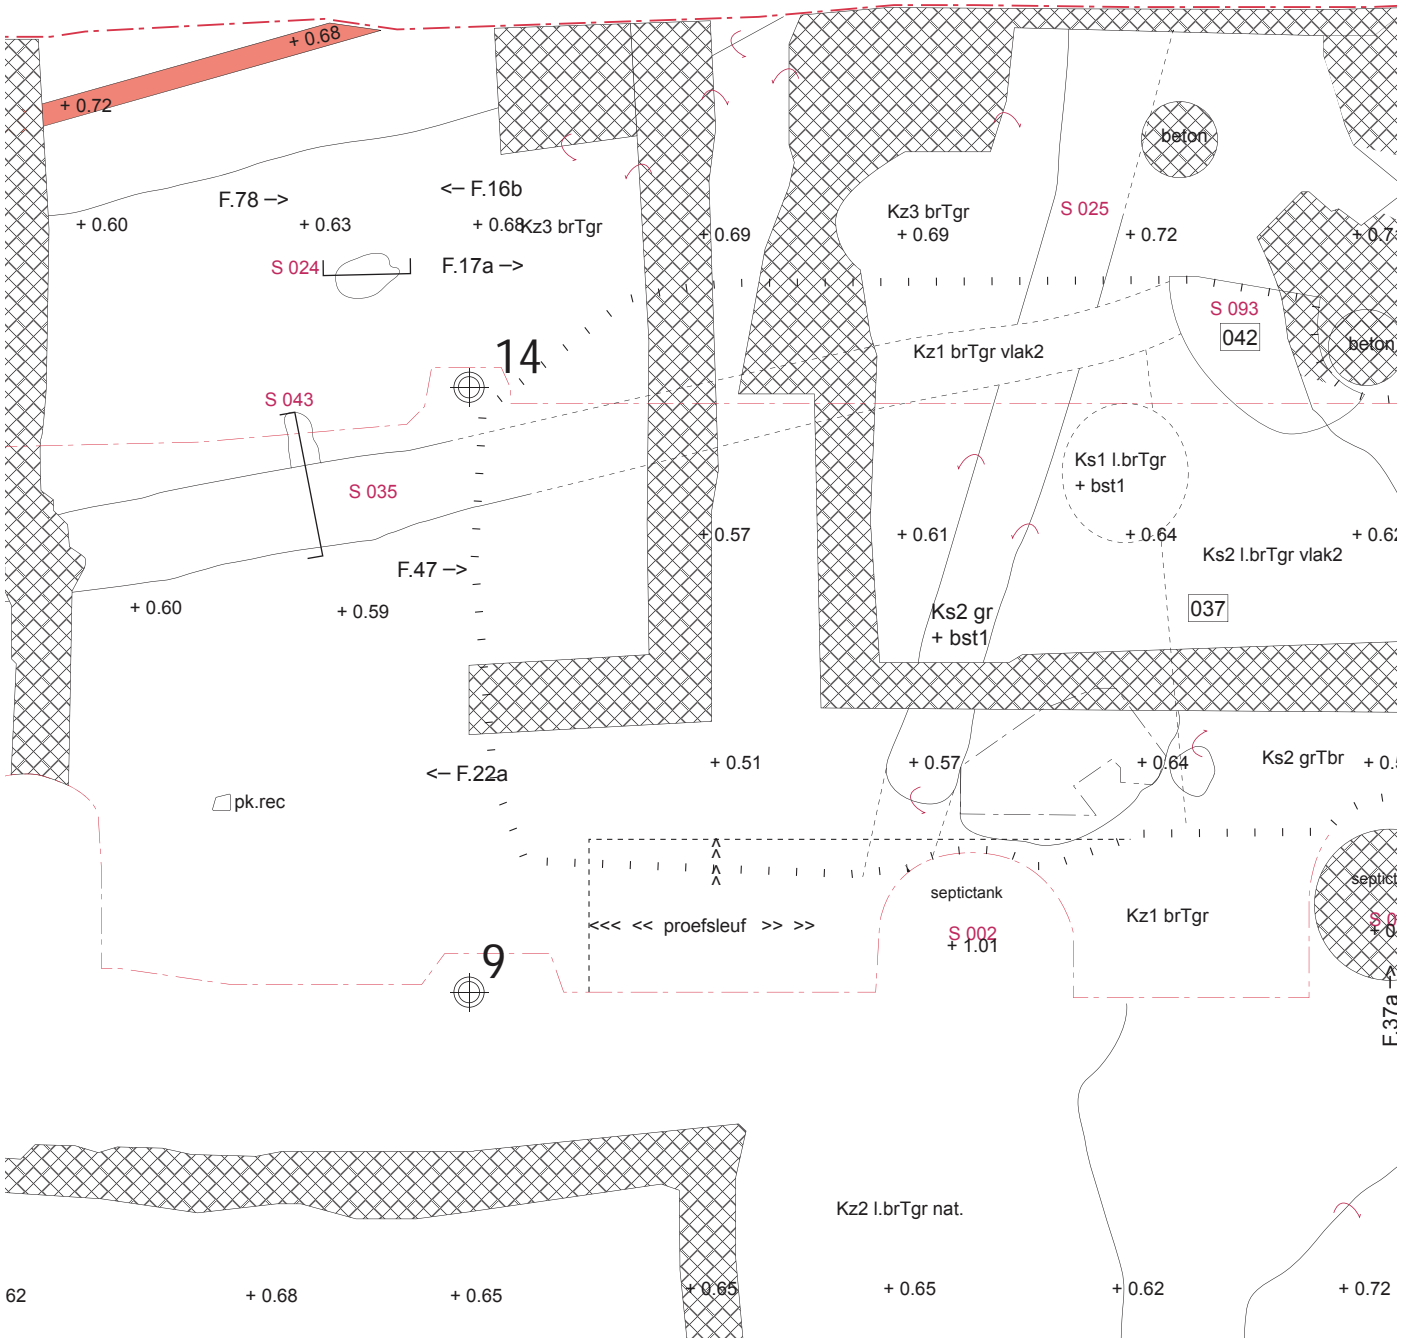 + 0.68
+ 0.72
beton
F.78 ->
<- F.16b
S 025
+ 0.60
+ 0.63
+ 0.68
Kz3 brTgr
+ 0.69
Kz3 brTgr
+ 0.69
+ 0.72
S 024
F.17a ->
S 093
042
14
Kz1 brTgr vlak2
beton
S 043
Ks1 l.brTgr
+ bst1
S 035
+ 0.57
+ 0.61
+ 0.64
Ks2 l.brTgr vlak2
F.47 ->
+ 0.60
+ 0.59
037
Ks2 gr
+ bst1
<- F.22a
+ 0.51
+ 0.57
+ 0.64
Ks2 grTbr
pk.rec
^^ ^^
septictank
<<< << proefsleuf >> >>
S 002
+ 1.01
Kz1 brTgr
9
F.37a ->
Kz2 l.brTgr nat.
62
+ 0.68
+ 0.65
+ 0.65
+ 0.65
+ 0.62
+ 0.72